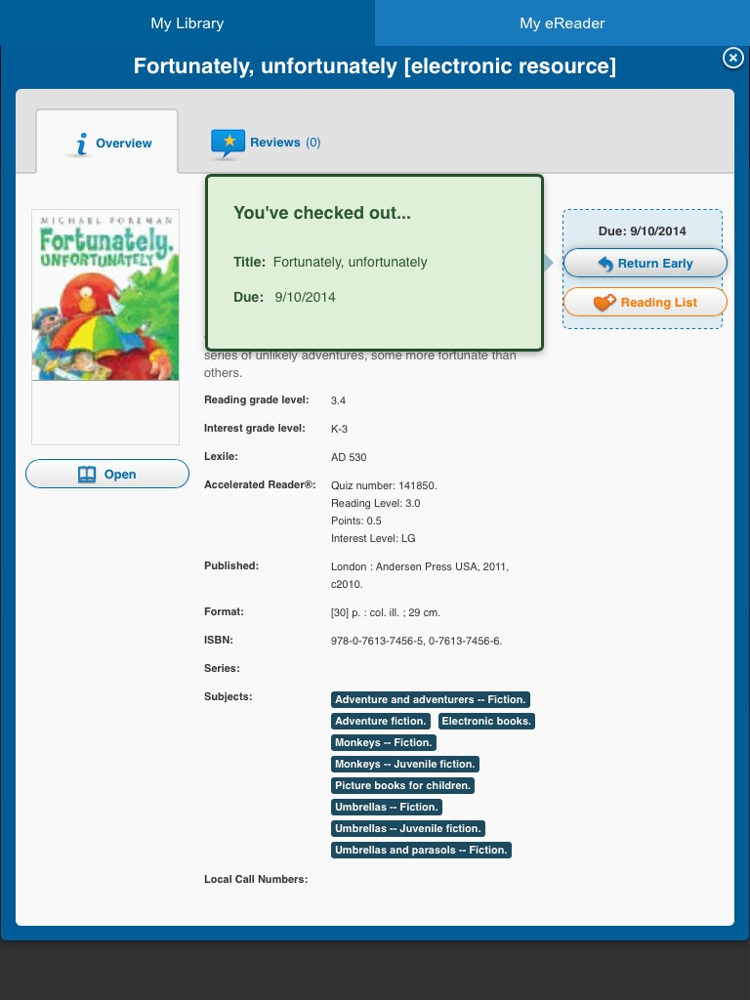 My Library
My eReader
Fortunately, unfortunately [electronic resource]
Overview
Reviews (0)
MICHAEL FOREMAN
Fortunately,
UNFORTUNATELY
Open
You've checked out...
Title: Fortunately, unfortunately
Due: 9/10/2014
Due: 9/10/2014
Return Early
Reading List
series of unlikely adventures, some more fortunate than
others.
Reading grade level: 3.4
Interest grade level: K-3
Lexile: AD 530
Accelerated Reader®: Quiz number: 141850.
Reading Level: 3.0
Points: 0.5
Interest Level: LG
Published: London : Andersen Press USA, 2011,
c2010.
Format: [30] p. : col. ill. ; 29 cm.
ISBN: 978-0-7613-7456-5, 0-7613-7456-6.
Series:
Subjects: Adventure and adventurers -- Fiction.
Adventure fiction. Electronic books.
Monkeys -- Fiction.
Monkeys -- Juvenile fiction.
Picture books for children.
Umbrellas -- Fiction.
Umbrellas -- Juvenile fiction.
Umbrellas and parasols -- Fiction.
Local Call Numbers: